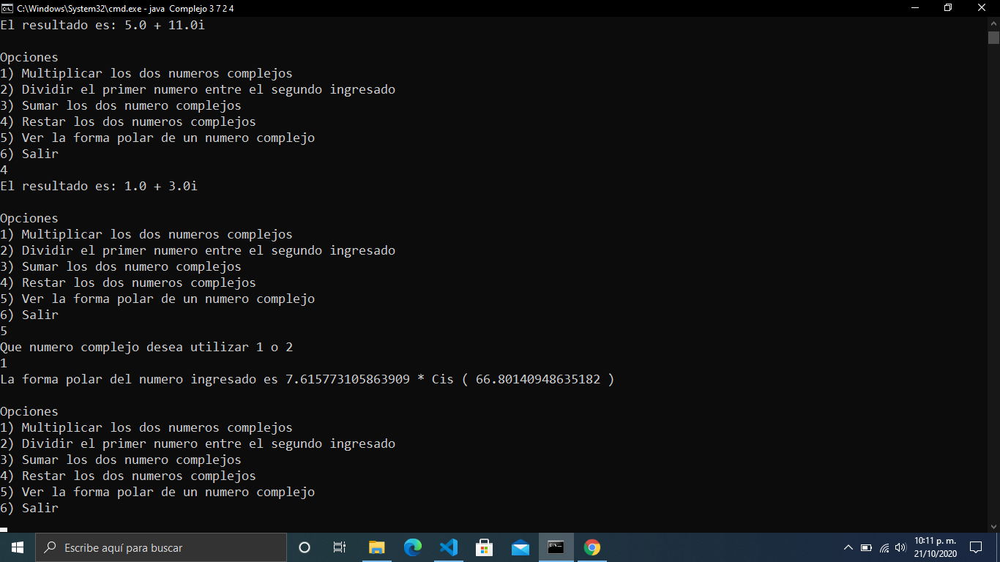 C:\Windows\System32\cmd.exe - java  Complejo 3 7 2 4
El resultado es: 5.0 + 11.0i
Opciones
1) Multiplicar los dos numeros complejos
2) Dividir el primer numero entre el segundo ingresado
3) Sumar los dos numero complejos
4) Restar los dos numeros complejos
5) Ver la forma polar de un numero complejo
6) Salir
4
El resultado es: 1.0 + 3.0i
Opciones
1) Multiplicar los dos numeros complejos
2) Dividir el primer numero entre el segundo ingresado
3) Sumar los dos numero complejos
4) Restar los dos numeros complejos
5) Ver la forma polar de un numero complejo
6) Salir
5
Que numero complejo desea utilizar 1 o 2
1
La forma polar del numero ingresado es 7.615773105863909 * Cis ( 66.80140948635182 )
Opciones
1) Multiplicar los dos numeros complejos
2) Dividir el primer numero entre el segundo ingresado
3) Sumar los dos numero complejos
4) Restar los dos numeros complejos
5) Ver la forma polar de un numero complejo
6) Salir
Escribe aquí para buscar
10:11 p. m.
21/10/2020